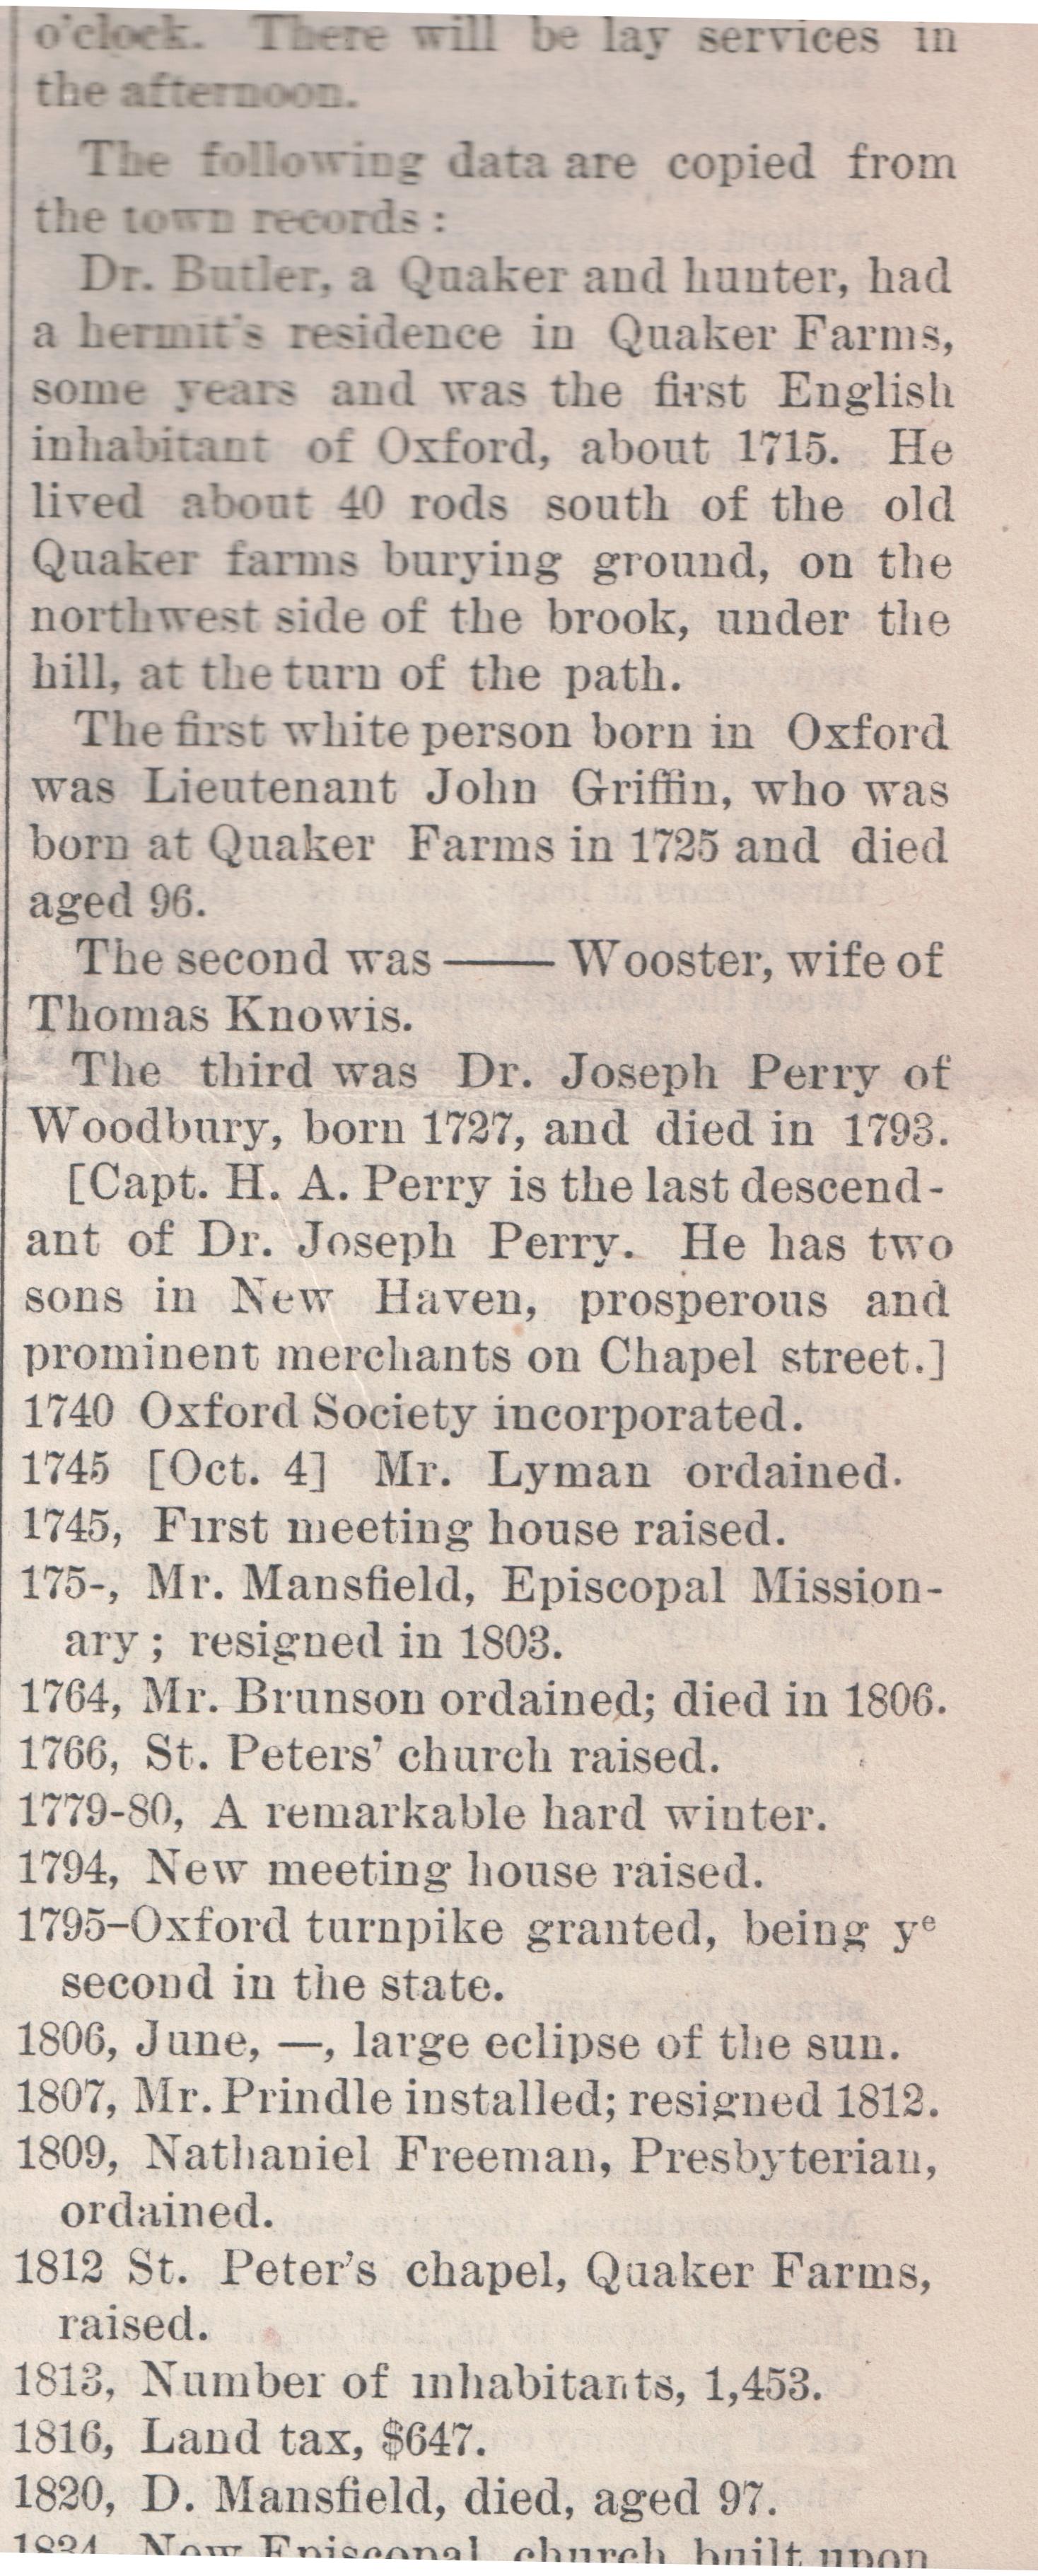 o'clock. There will be lay services in
the afternoon.
The following data are copied from
the town records:
Dr. Butler, a Quaker and hunter, had
a hermit's residence in Quaker Farms,
some years and was the first English
inhabitant of Oxford, about 1715. He
lived about 40 rods south of the old
Quaker farms burying ground, on the
northwest side of the brook, under the
hill, at the turn of the path.
The first white person born in Oxford
was Lieutenant John Griffin, who was
born at Quaker Farms in 1725 and died
aged 96.
The second was —— Wooster, wife of
Thomas Knowis.
The third was Dr. Joseph Perry of
Woodbury, born 1727, and died in 1793.
[Capt. H. A. Perry is the last descend-
ant of Dr. Joseph Perry. He has two
sons in New Haven, prosperous and
prominent merchants on Chapel street.]
1740 Oxford Society incorporated.
1745 [Oct. 4] Mr. Lyman ordained.
1745, First meeting house raised.
175-, Mr. Mansfield, Episcopal Mission-
ary; resigned in 1803.
1764, Mr. Brunson ordained; died in 1806.
1766, St. Peters' church raised.
1779-80, A remarkable hard winter.
1794, New meeting house raised.
1795–Oxford turnpike granted, being yᵉ
second in the state.
1806, June, —, large eclipse of the sun.
1807, Mr. Prindle installed; resigned 1812.
1809, Nathaniel Freeman, Presbyterian,
ordained.
1812 St. Peter's chapel, Quaker Farms,
raised.
1813, Number of inhabitants, 1,453.
1816, Land tax, $647.
1820, D. Mansfield, died, aged 97.
1834 New Episcopal church built upon